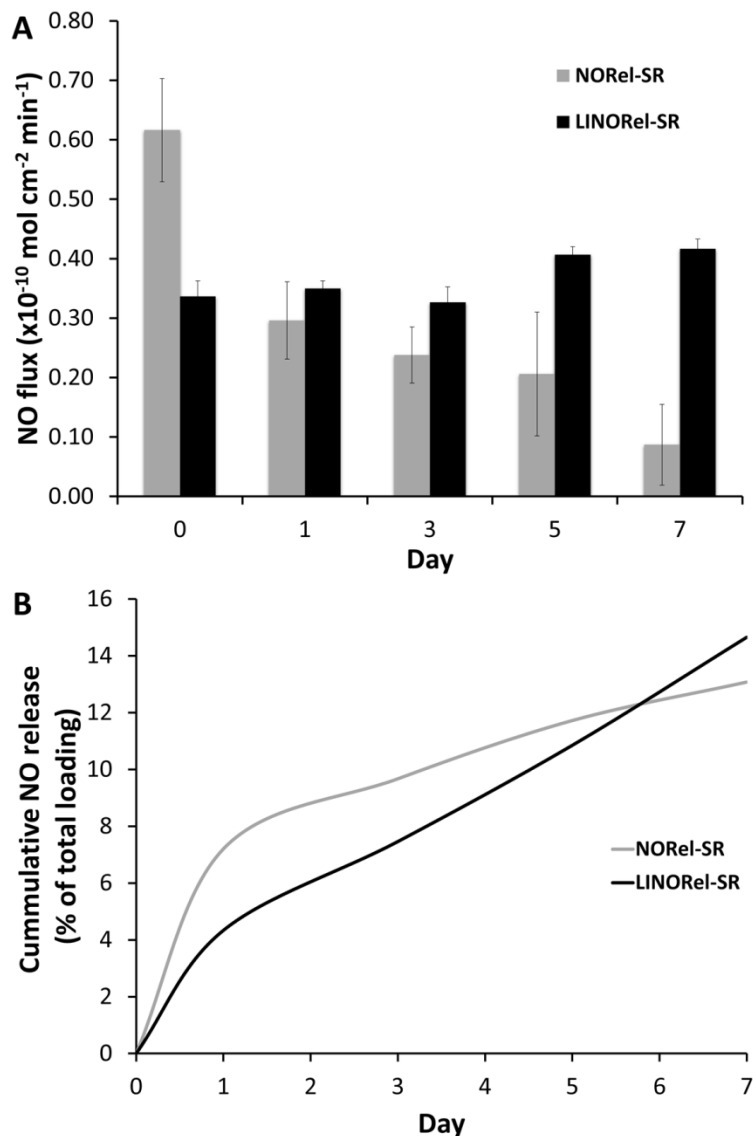 A
NO flux (x10⁻¹⁰ mol cm⁻² min⁻¹)
0.80
0.70
0.60
0.50
0.40
0.30
0.20
0.10
0.00
NORel-SR
LINORel-SR
0 1 3 5 7
Day
B
Cummulative NO release
(% of total loading)
16
14
12
10
8
6
4
2
0
NORel-SR
LINORel-SR
0 1 2 3 4 5 6 7
Day